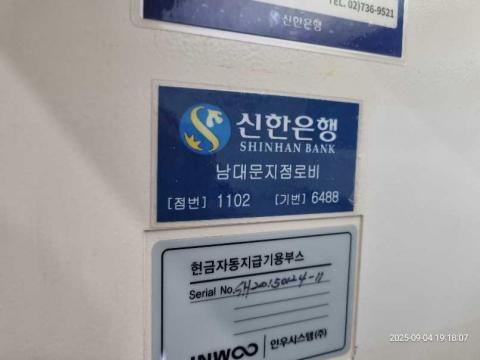 TEL. 02)736-9521
신한은행
신한은행
SHINHAN BANK
남대문지점로비
[점번] 1102 [기번] 6488
현금자동지급기용부스
Serial No.
INWOO 인우시스템(주)
2025-09-04 19:18:07